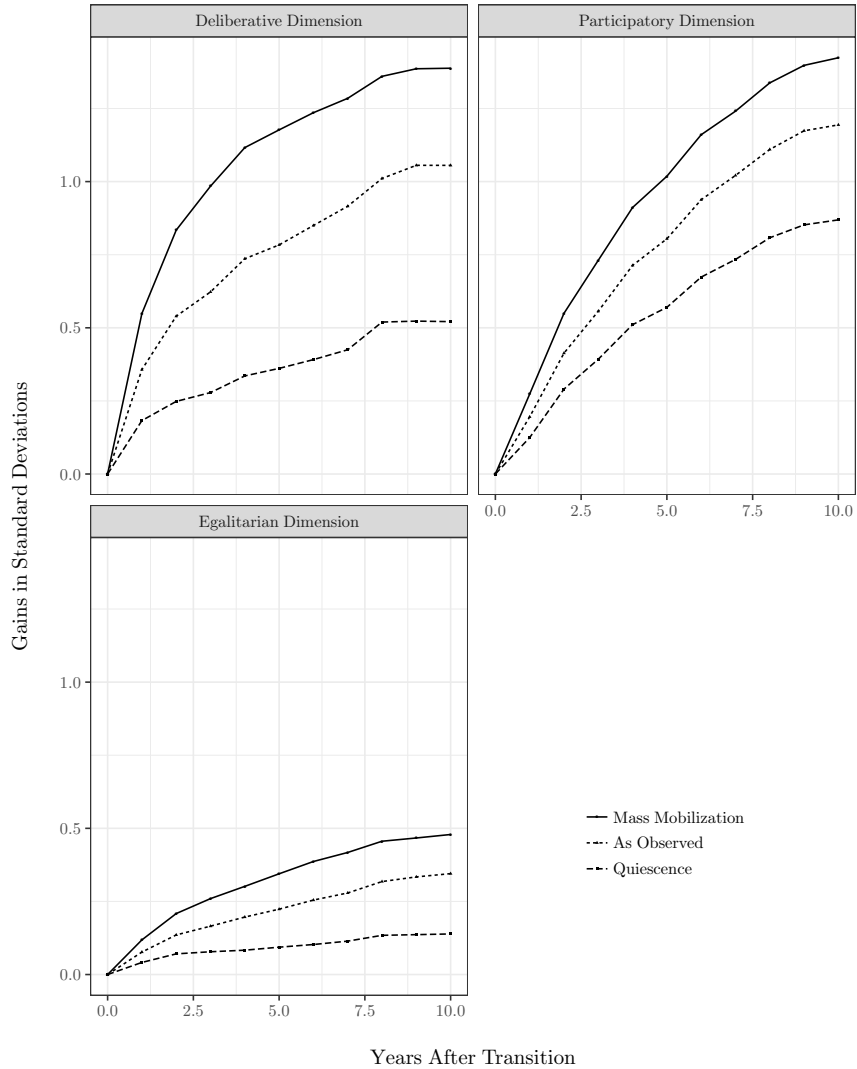 Deliberative Dimension
Participatory Dimension
1.0
0.5
0.0
0.0 2.5 5.0 7.5 10.0
Egalitarian Dimension
1.0
0.5
0.0
0.0 2.5 5.0 7.5 10.0
Gains in Standard Deviations
Mass Mobilization
As Observed
Quiescence
Years After Transition